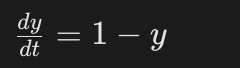 dy/dt = 1 − y